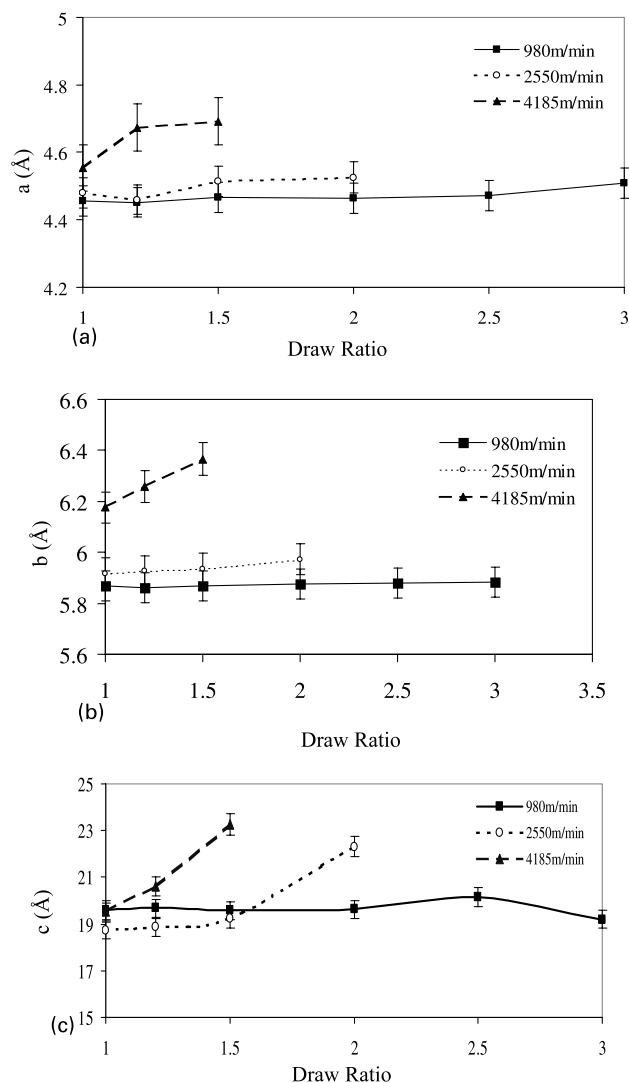 5
4.8
4.6
4.4
4.2
a (Å)
980m/min
2550m/min
4185m/min
1
1.5
2
2.5
3
(a)
Draw Ratio
6.6
6.4
6.2
6
5.8
5.6
b (Å)
980m/min
2550m/min
4185m/min
1
1.5
2
2.5
3
3.5
(b)
Draw Ratio
25
23
21
19
17
15
c (Å)
980m/min
2550m/min
4185m/min
1
1.5
2
2.5
3
(c)
Draw Ratio